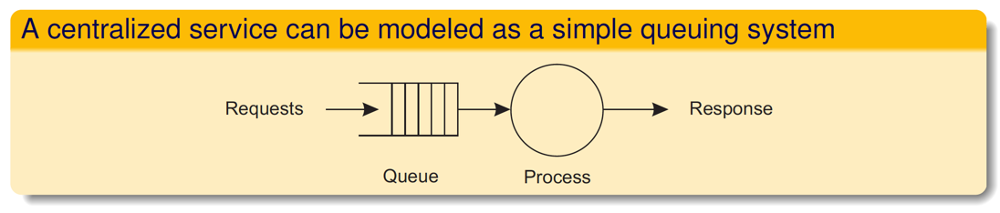 A centralized service can be modeled as a simple queuing system
Requests
Response
Queue
Process